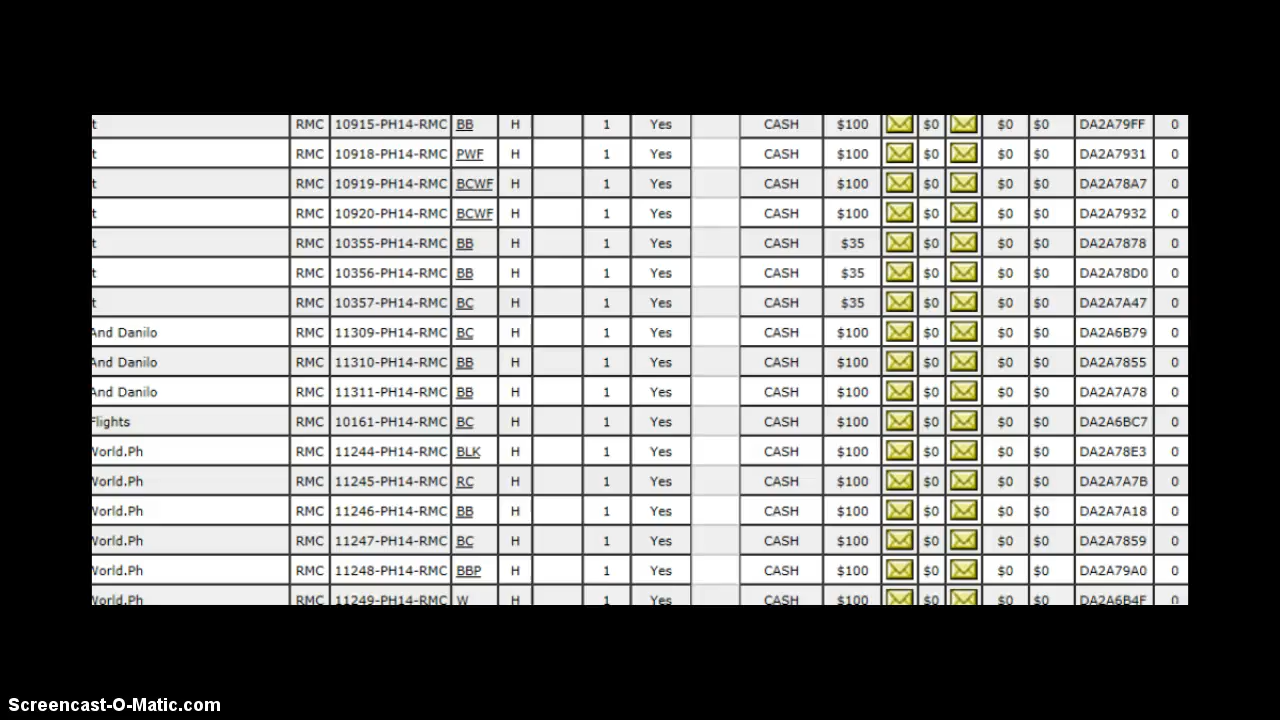 t RMC 10915-PH14-RMC BB H 1 Yes CASH $100 $0 $0 $0 DA2A79FF 0
t RMC 10918-PH14-RMC PWF H 1 Yes CASH $100 $0 $0 $0 DA2A7931 0
t RMC 10919-PH14-RMC BCWF H 1 Yes CASH $100 $0 $0 $0 DA2A78A7 0
t RMC 10920-PH14-RMC BCWF H 1 Yes CASH $100 $0 $0 $0 DA2A7932 0
t RMC 10355-PH14-RMC BB H 1 Yes CASH $35 $0 $0 $0 DA2A7878 0
t RMC 10356-PH14-RMC BB H 1 Yes CASH $35 $0 $0 $0 DA2A78D0 0
t RMC 10357-PH14-RMC BC H 1 Yes CASH $35 $0 $0 $0 DA2A7A47 0
And Danilo RMC 11309-PH14-RMC BC H 1 Yes CASH $100 $0 $0 $0 DA2A6B79 0
And Danilo RMC 11310-PH14-RMC BB H 1 Yes CASH $100 $0 $0 $0 DA2A7855 0
And Danilo RMC 11311-PH14-RMC BB H 1 Yes CASH $100 $0 $0 $0 DA2A7A78 0
Flights RMC 10161-PH14-RMC BC H 1 Yes CASH $100 $0 $0 $0 DA2A6BC7 0
World.Ph RMC 11244-PH14-RMC BLK H 1 Yes CASH $100 $0 $0 $0 DA2A78E3 0
World.Ph RMC 11245-PH14-RMC RC H 1 Yes CASH $100 $0 $0 $0 DA2A7A7B 0
World.Ph RMC 11246-PH14-RMC BB H 1 Yes CASH $100 $0 $0 $0 DA2A7A18 0
World.Ph RMC 11247-PH14-RMC BC H 1 Yes CASH $100 $0 $0 $0 DA2A7859 0
World.Ph RMC 11248-PH14-RMC BBP H 1 Yes CASH $100 $0 $0 $0 DA2A79A0 0
World.Ph RMC 11249-PH14-RMC W H 1 Yes CASH $100 $0 $0 $0 DA2A6B4F 0
Screencast-O-Matic.com